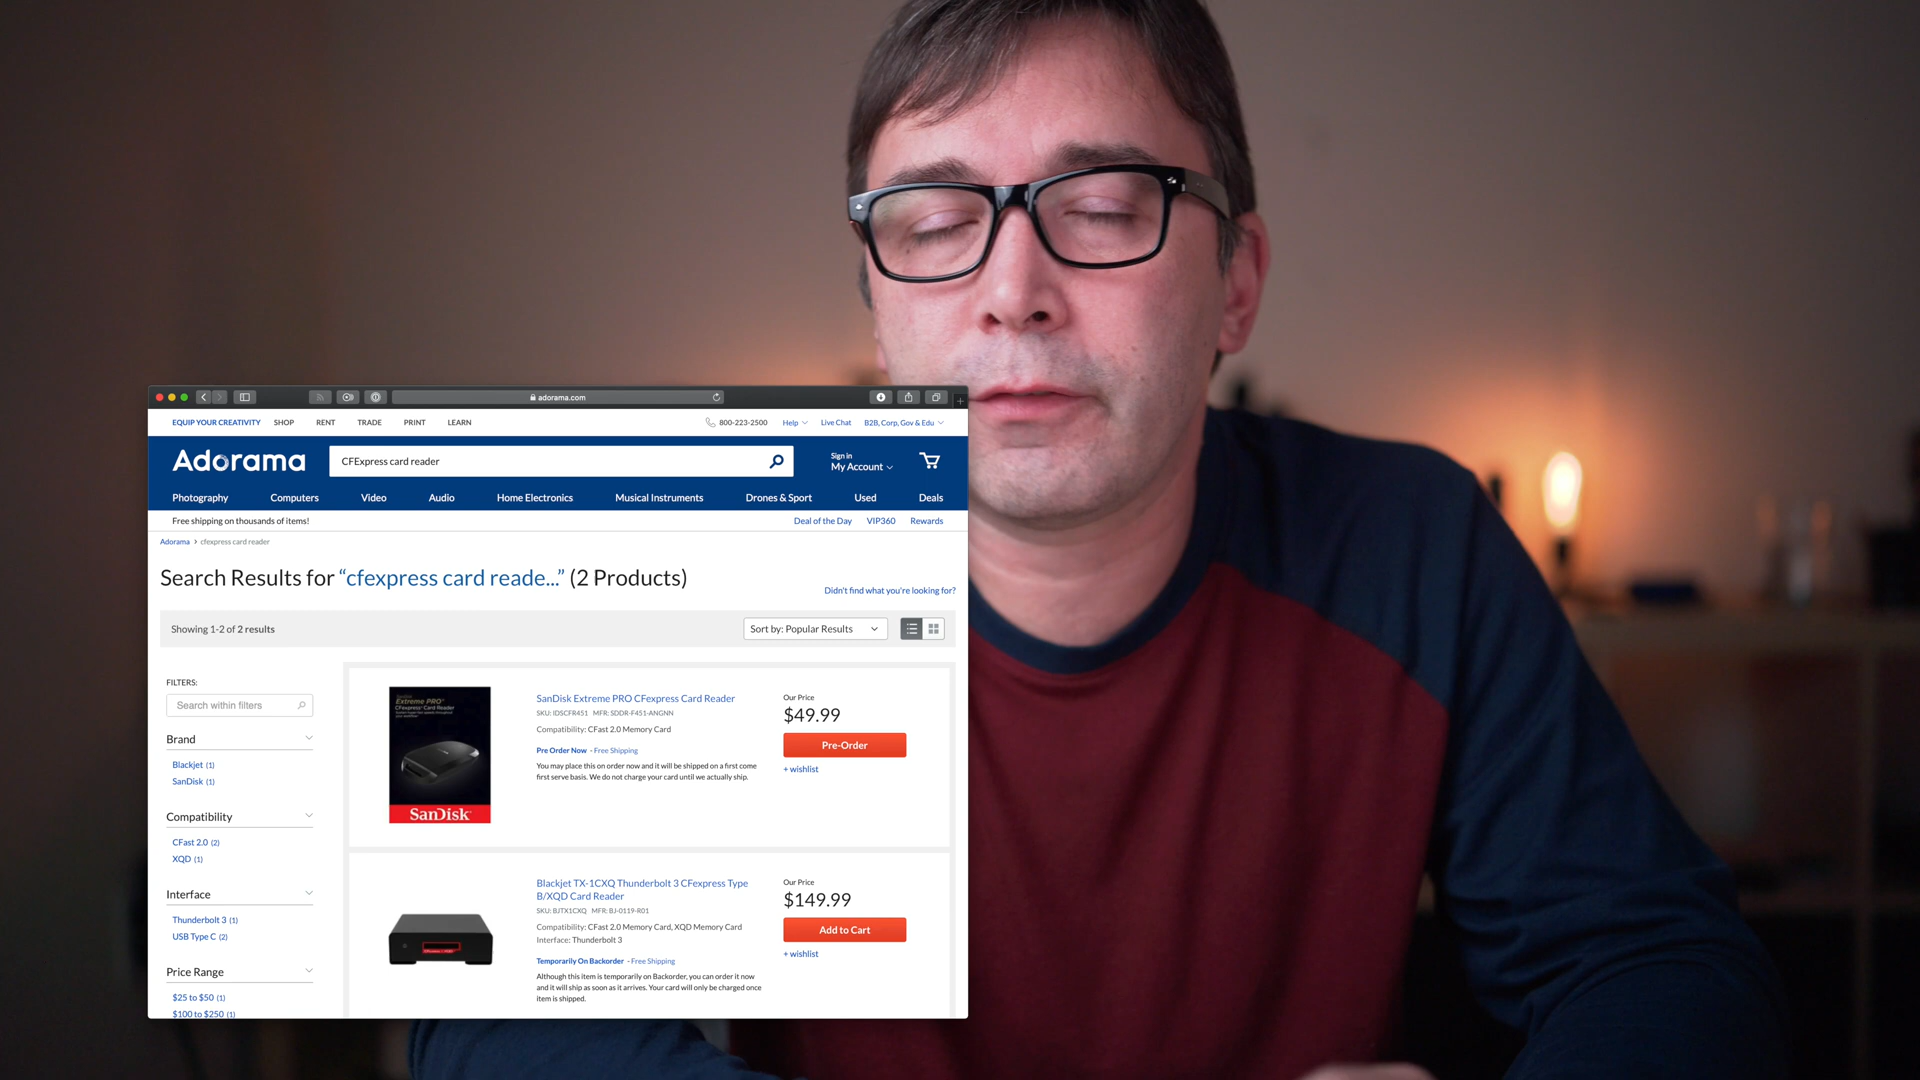 adorama.com
EQUIP YOUR CREATIVITY SHOP RENT TRADE PRINT LEARN 800-223-2500 Help Live Chat B2B, Corp, Gov & Edu
Adorama CFExpress card reader Sign in
My Account
Photography Computers Video Audio Home Electronics Musical Instruments Drones & Sport Used Deals
Free shipping on thousands of items! Deal of the Day VIP360 Rewards
Adorama > cfexpress card reader
Search Results for “cfexpress card reade...” (2 Products)
Didn't find what you're looking for?
Showing 1-2 of 2 results Sort by: Popular Results
FILTERS:
Search within filters
Brand
Blackjet (1)
SanDisk (1)
Compatibility
CFast 2.0 (2)
XQD (1)
Interface
Thunderbolt 3 (1)
USB Type C (2)
Price Range
$25 to $50 (1)
$100 to $250 (1)
Extreme PRO
CFexpress Card Reader
SanDisk
SanDisk Extreme PRO CFexpress Card Reader
SKU: IDSCFR451 MFR: SDDR-F451-ANGNN
Compatibility: CFast 2.0 Memory Card
Pre Order Now - Free Shipping
You may place this on order now and it will be shipped on a first come
first serve basis. We do not charge your card until we actually ship.
Our Price
$49.99
Pre-Order
+ wishlist
Blackjet TX-1CXQ Thunderbolt 3 CFexpress Type
B/XQD Card Reader
SKU: BJTX1CXQ MFR: BJ-0119-R01
Compatibility: CFast 2.0 Memory Card, XQD Memory Card
Interface: Thunderbolt 3
Temporarily On Backorder - Free Shipping
Although this item is temporarily on Backorder, you can order it now
and it will ship as soon as it arrives. Your card will only be charged once
item is shipped.
Our Price
$149.99
Add to Cart
+ wishlist